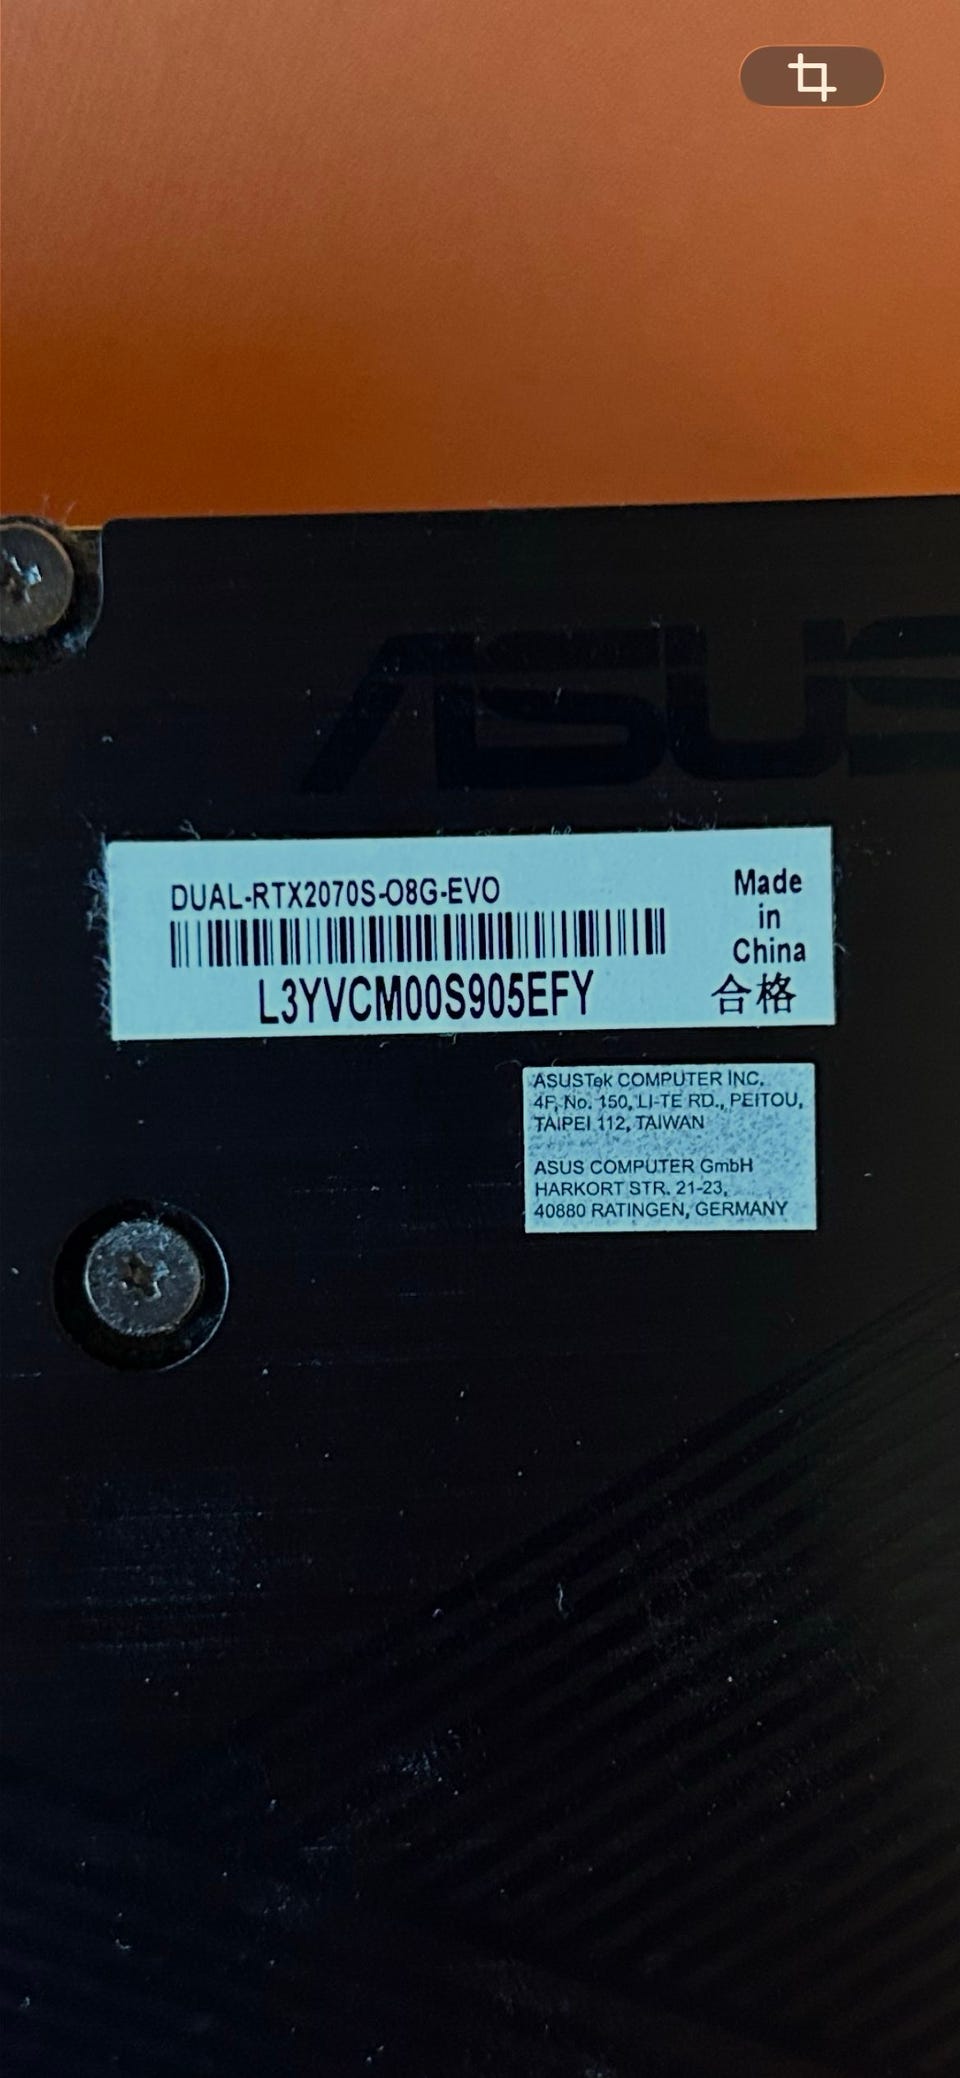 ASUS
DUAL-RTX2070S-O8G-EVO
L3YVCM00S905EFY
Made
in
China
合格
ASUSTek COMPUTER INC.
4F, No. 150, LI-TE RD., PEITOU,
TAIPEI 112, TAIWAN
ASUS COMPUTER GmbH
HARKORT STR. 21-23,
40880 RATINGEN, GERMANY